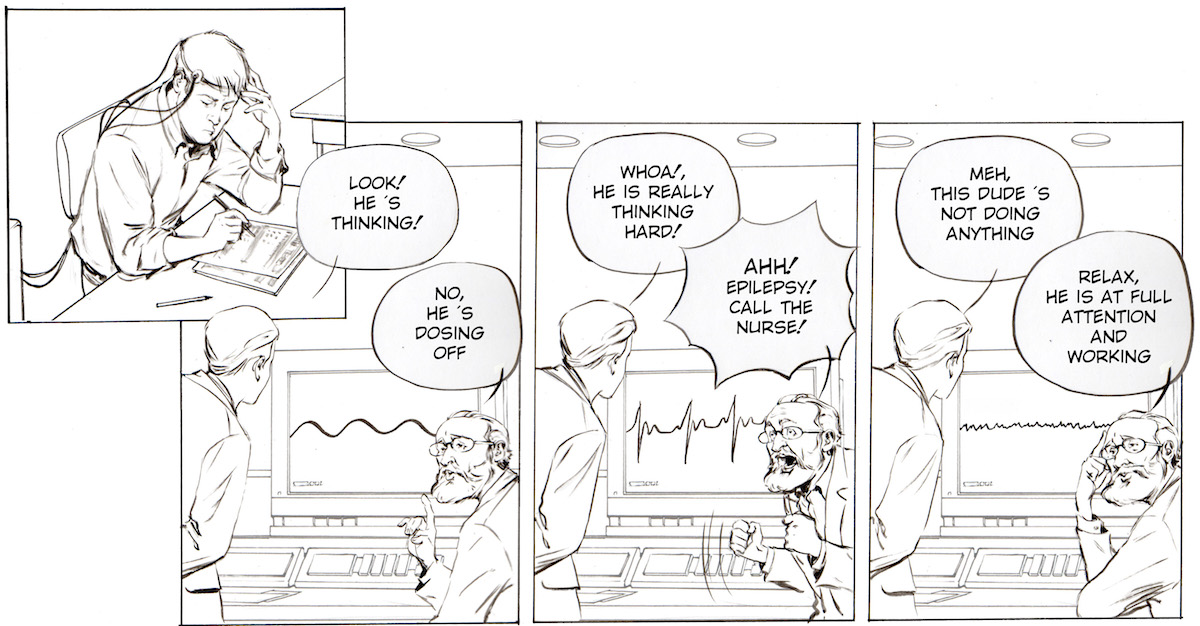 LOOK!
HE ´S
THINKING!
NO,
HE ´S
DOSING
OFF
WHOA!,
HE IS REALLY
THINKING
HARD!
AHH!
EPILEPSY!
CALL THE
NURSE!
MEH,
THIS DUDE ´S
NOT DOING
ANYTHING
RELAX,
HE IS AT FULL
ATTENTION
AND
WORKING